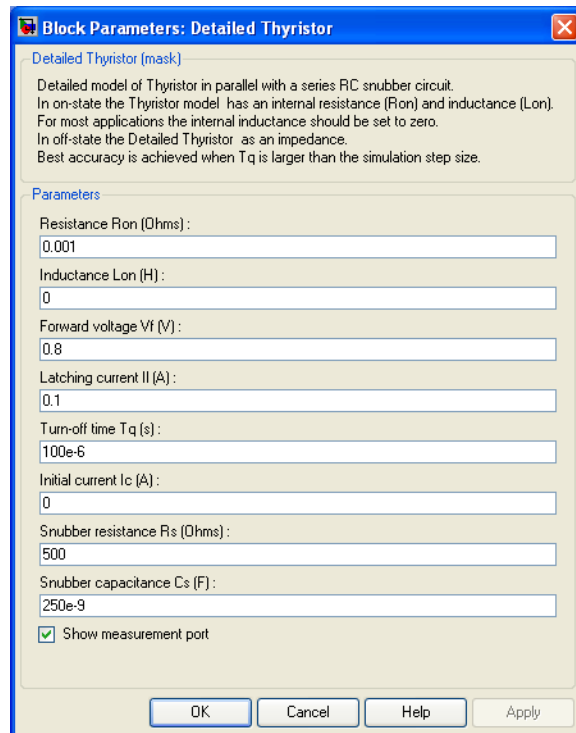 Block Parameters: Detailed Thyristor
Detailed Thyristor (mask)
Detailed model of Thyristor in parallel with a series RC snubber circuit.
In on-state the Thyristor model has an internal resistance (Ron) and inductance (Lon).
For most applications the internal inductance should be set to zero.
In off-state the Detailed Thyristor as an impedance.
Best accuracy is achieved when Tq is larger than the simulation step size.
Parameters
Resistance Ron (Ohms) :
0.001
Inductance Lon (H) :
0
Forward voltage Vf (V) :
0.8
Latching current Il (A) :
0.1
Turn-off time Tq (s) :
100e-6
Initial current Ic (A) :
0
Snubber resistance Rs (Ohms) :
500
Snubber capacitance Cs (F) :
250e-9
Show measurement port
OK Cancel Help Apply